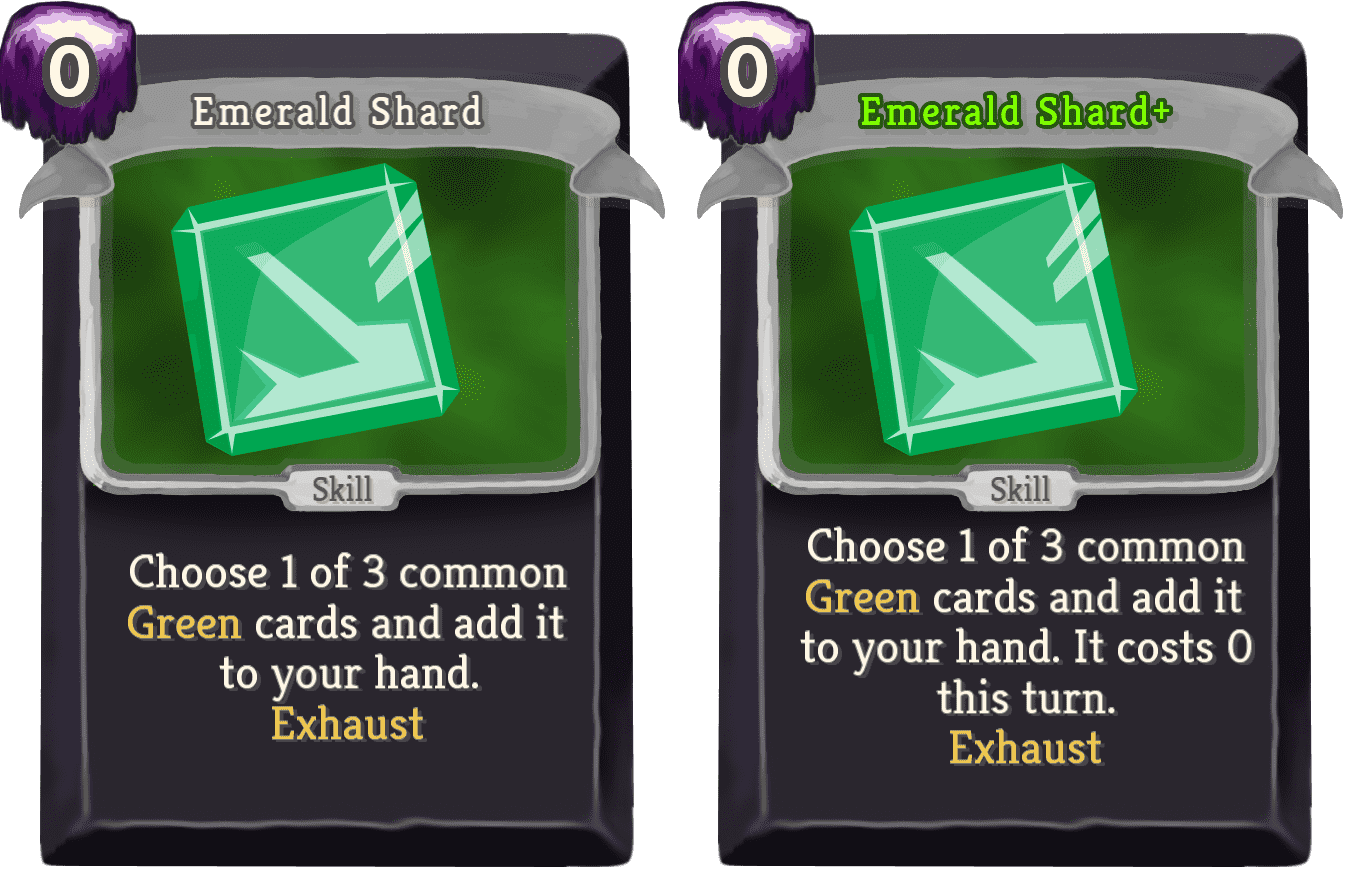 0
Emerald Shard
Skill
Choose 1 of 3 common
Green cards and add it
to your hand.
Exhaust
0
Emerald Shard+
Skill
Choose 1 of 3 common
Green cards and add it
to your hand. It costs 0
this turn.
Exhaust